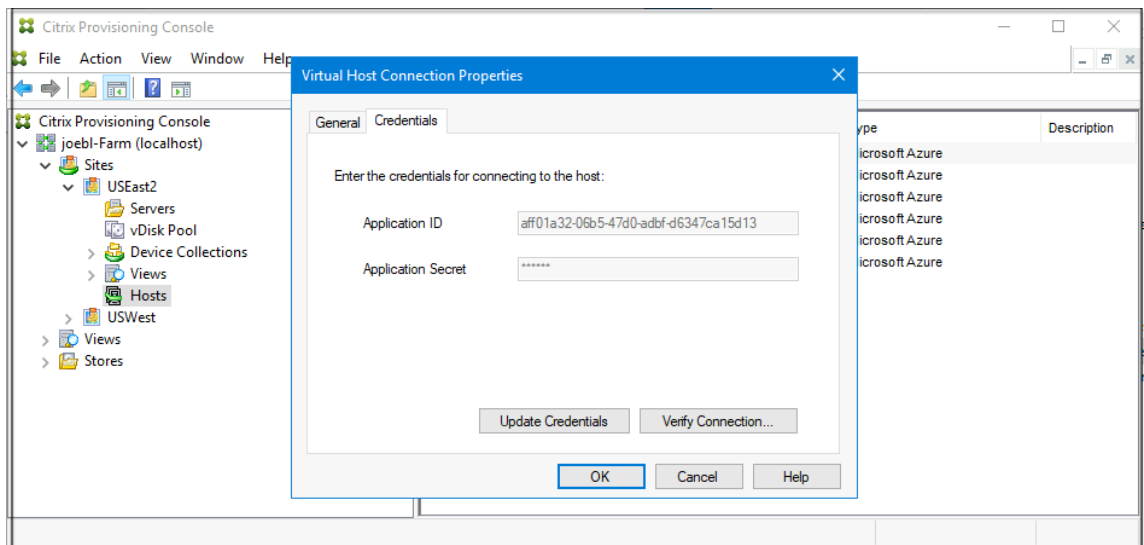 Citrix Provisioning Console
File Action View Window Help
Virtual Host Connection Properties
Citrix Provisioning Console
joebl-Farm (localhost)
Sites
USEast2
Servers
vDisk Pool
Device Collections
Views
Hosts
USWest
Views
Stores
General Credentials
Enter the credentials for connecting to the host:
Application ID aff01a32-06b5-47d0-adbf-d6347ca15d13
Application Secret ******
Update Credentials Verify Connection...
OK Cancel Help
ype Description
icrosoft Azure
icrosoft Azure
icrosoft Azure
icrosoft Azure
icrosoft Azure
icrosoft Azure